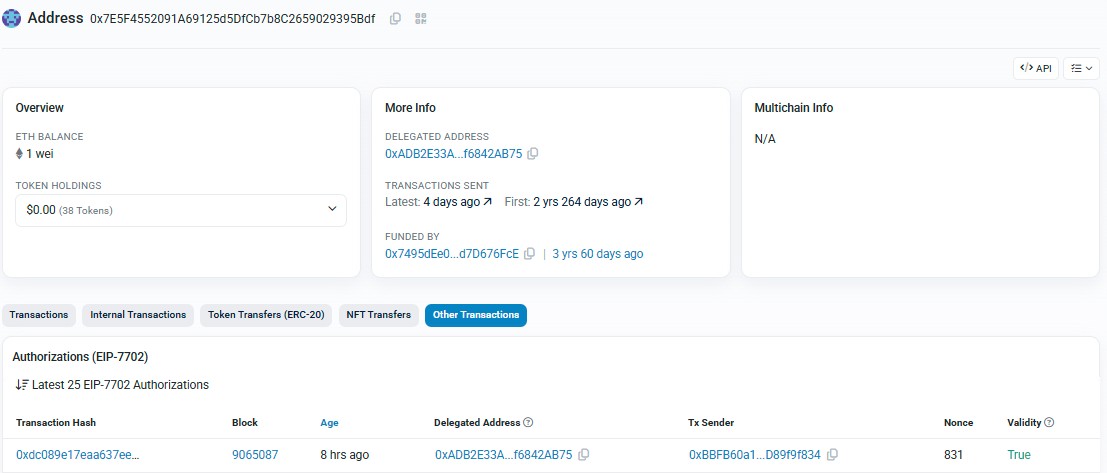 Address 0x7E5F4552091A69125d5DfCb7b8C2659029395Bdf
API
Overview
ETH BALANCE
1 wei
TOKEN HOLDINGS
$0.00 (38 Tokens)
More Info
DELEGATED ADDRESS
0xADB2E33A...f6842AB75
TRANSACTIONS SENT
Latest: 4 days ago First: 2 yrs 264 days ago
FUNDED BY
0x7495dEe0...d7D676FcE | 3 yrs 60 days ago
Multichain Info
N/A
Transactions Internal Transactions Token Transfers (ERC-20) NFT Transfers Other Transactions
Authorizations (EIP-7702)
Latest 25 EIP-7702 Authorizations
Transaction Hash Block Age Delegated Address Tx Sender Nonce Validity
0xdc089e17eaa637ee... 9065087 8 hrs ago 0xADB2E33A...f6842AB75 0xBBFB60a1...D89f9f834 831 True